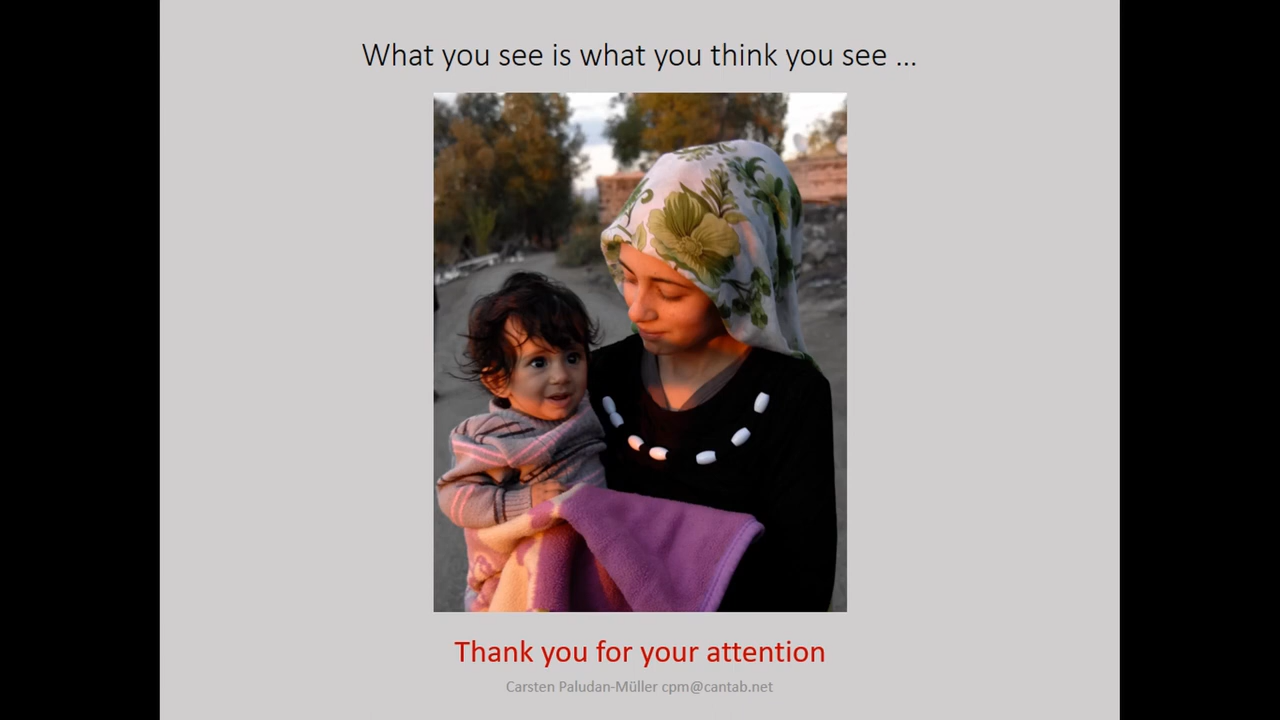 What you see is what you think you see ...
Thank you for your attention
Carsten Paludan-Müller cpm@cantab.net